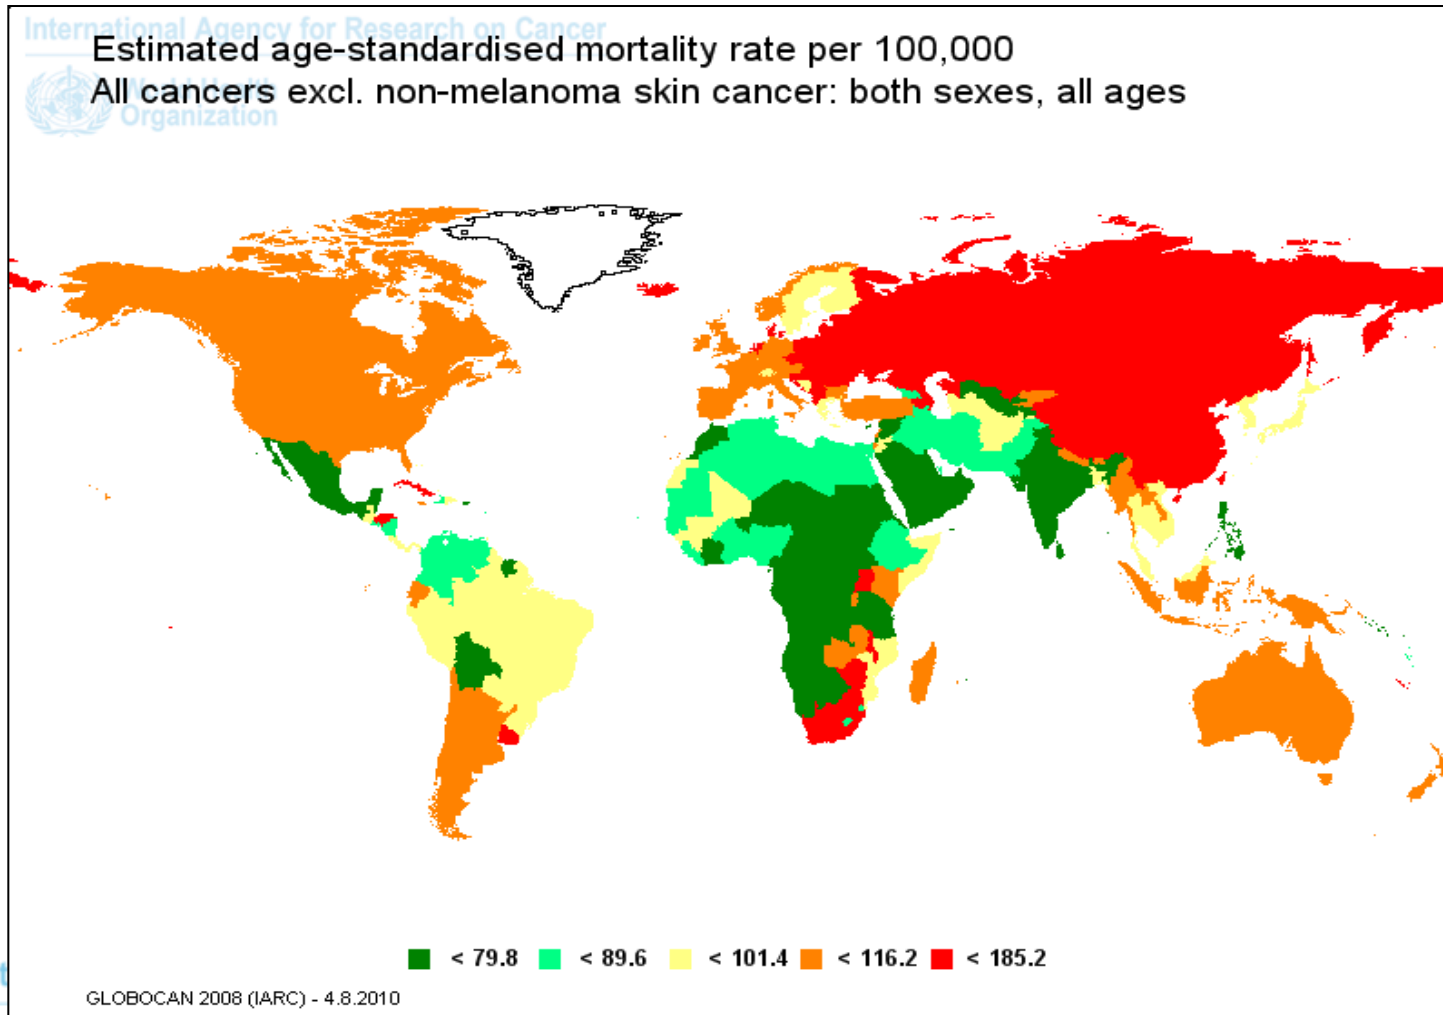 International Agency for Research on Cancer
Estimated age-standardised mortality rate per 100,000
World Health
All cancers excl. non-melanoma skin cancer: both sexes, all ages
Organization
< 79.8 < 89.6 < 101.4 < 116.2 < 185.2
GLOBOCAN 2008 (IARC) - 4.8.2010